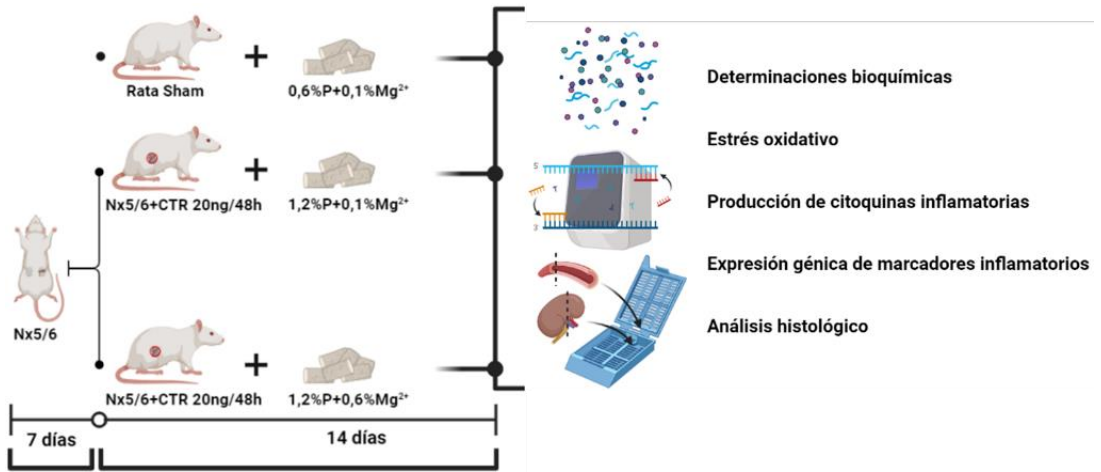 Rata Sham
0,6%P+0,1%Mg²⁺
Nx5/6+CTR 20ng/48h
1,2%P+0,1%Mg²⁺
Nx5/6
Nx5/6+CTR 20ng/48h
1,2%P+0,6%Mg²⁺
7 días
14 días
Determinaciones bioquímicas
Estrés oxidativo
Producción de citoquinas inflamatorias
Expresión génica de marcadores inflamatorios
Análisis histológico